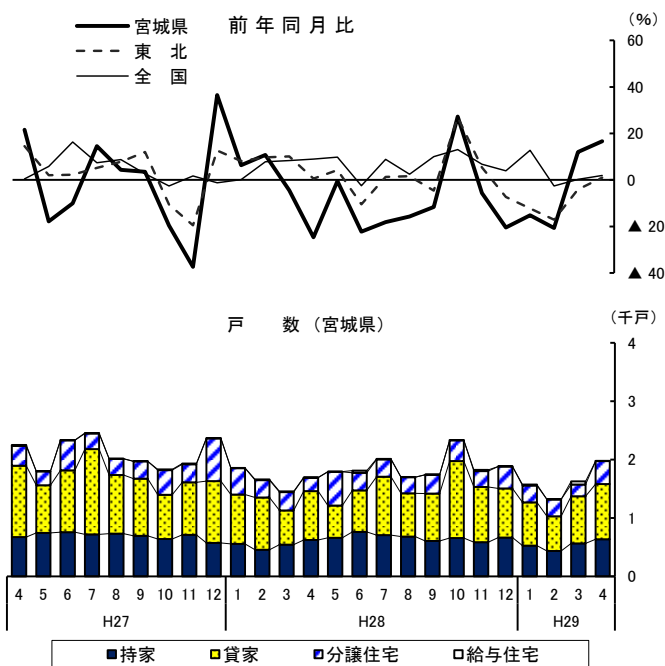 宮城県 前年同月比 (%)
東 北
全 国
60
40
20
0
▲ 20
▲ 40
戸 数 (宮城県) (千戸)
4
3
2
1
0
4 5 6 7 8 9 10 11 12 1 2 3 4 5 6 7 8 9 10 11 12 1 2 3 4
H27 H28 H29
持家 貸家 分譲住宅 給与住宅